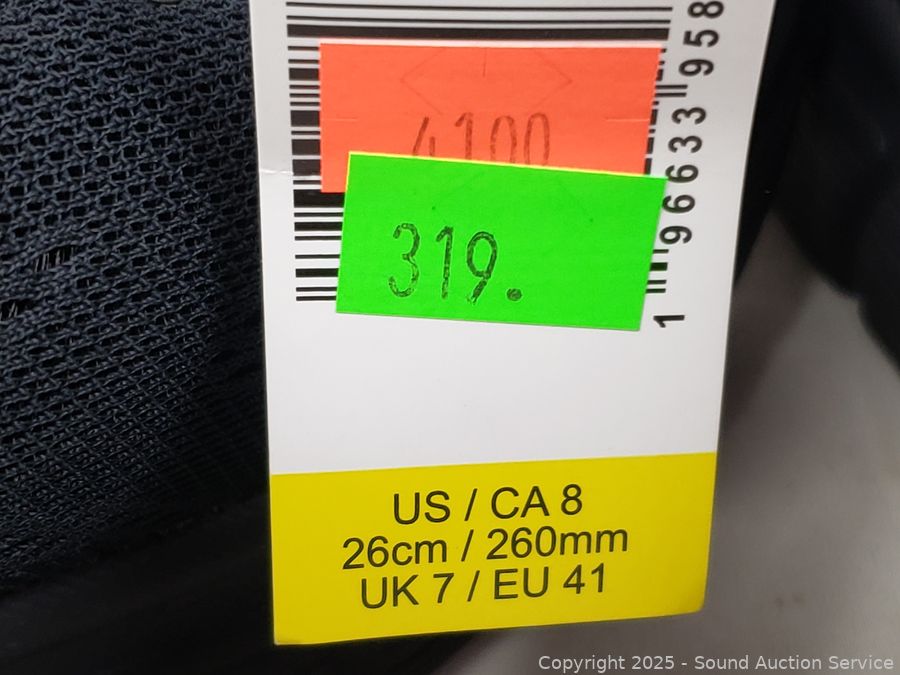 4100
319.
1 96633 958
US / CA 8
26cm / 260mm
UK 7 / EU 41
Copyright 2025 - Sound Auction Service